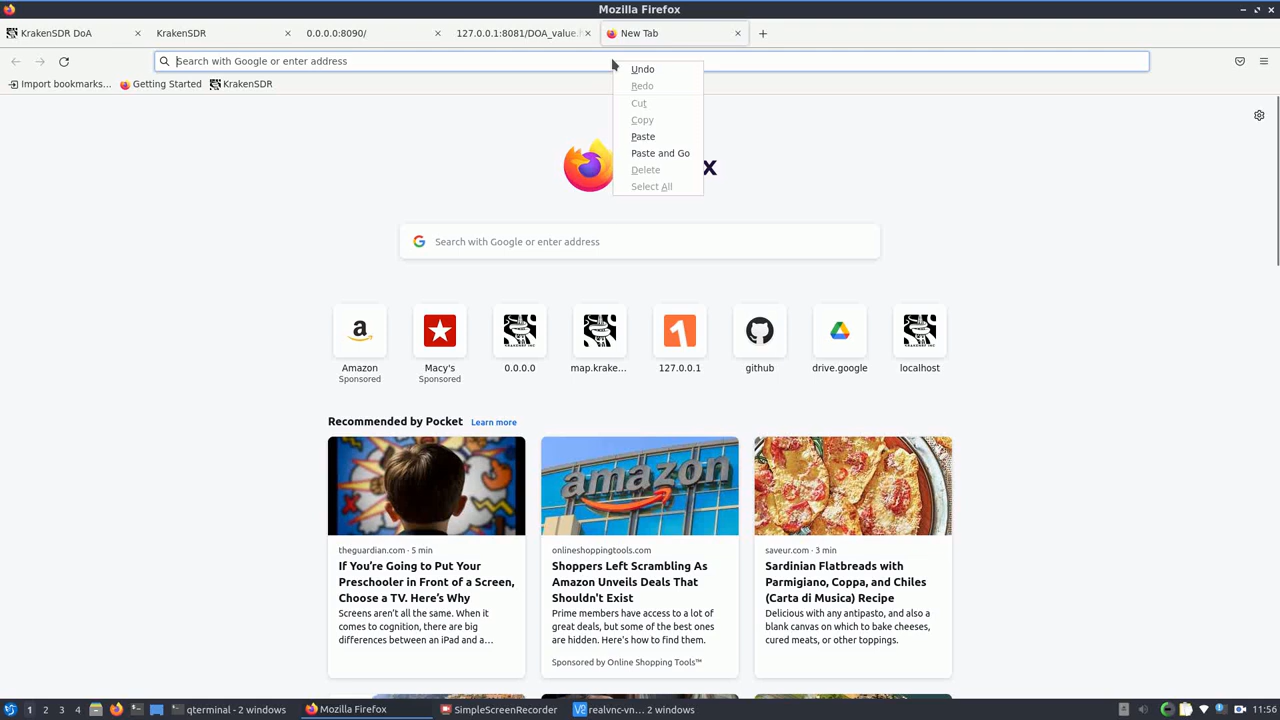 Mozilla Firefox
KrakenSDR DoA
KrakenSDR
0.0.0.0:8090/
127.0.0.1:8081/DOA_value.
New Tab
Search with Google or enter address
Import bookmarks...
Getting Started
KrakenSDR
Undo
Redo
Cut
Copy
Paste
Paste and Go
Delete
Select All
x
Search with Google or enter address
Amazon
Sponsored
Macy's
Sponsored
0.0.0.0
map.krake...
127.0.0.1
github
drive.google
localhost
Recommended by Pocket Learn more
amazon
theguardian.com · 5 min
If You’re Going to Put Your
Preschooler in Front of a Screen,
Choose a TV. Here’s Why
Screens aren’t all the same. When it
comes to cognition, there are big
differences between an iPad and a...
onlineshoppingtools.com
Shoppers Left Scrambling As
Amazon Unveils Deals That
Shouldn't Exist
Prime members have access to a lot of
great deals, but some of the best ones
are hidden. Here's how to find them.
Sponsored by Online Shopping Tools™
saveur.com · 3 min
Sardinian Flatbreads with
Parmigiano, Coppa, and Chiles
(Carta di Musica) Recipe
Delicious with any antipasto, and also a
blank canvas on which to bake cheeses,
cured meats, or other toppings.
1 2 3 4 qterminal - 2 windows Mozilla Firefox SimpleScreenRecorder realvnc-vn... 2 windows 11:56